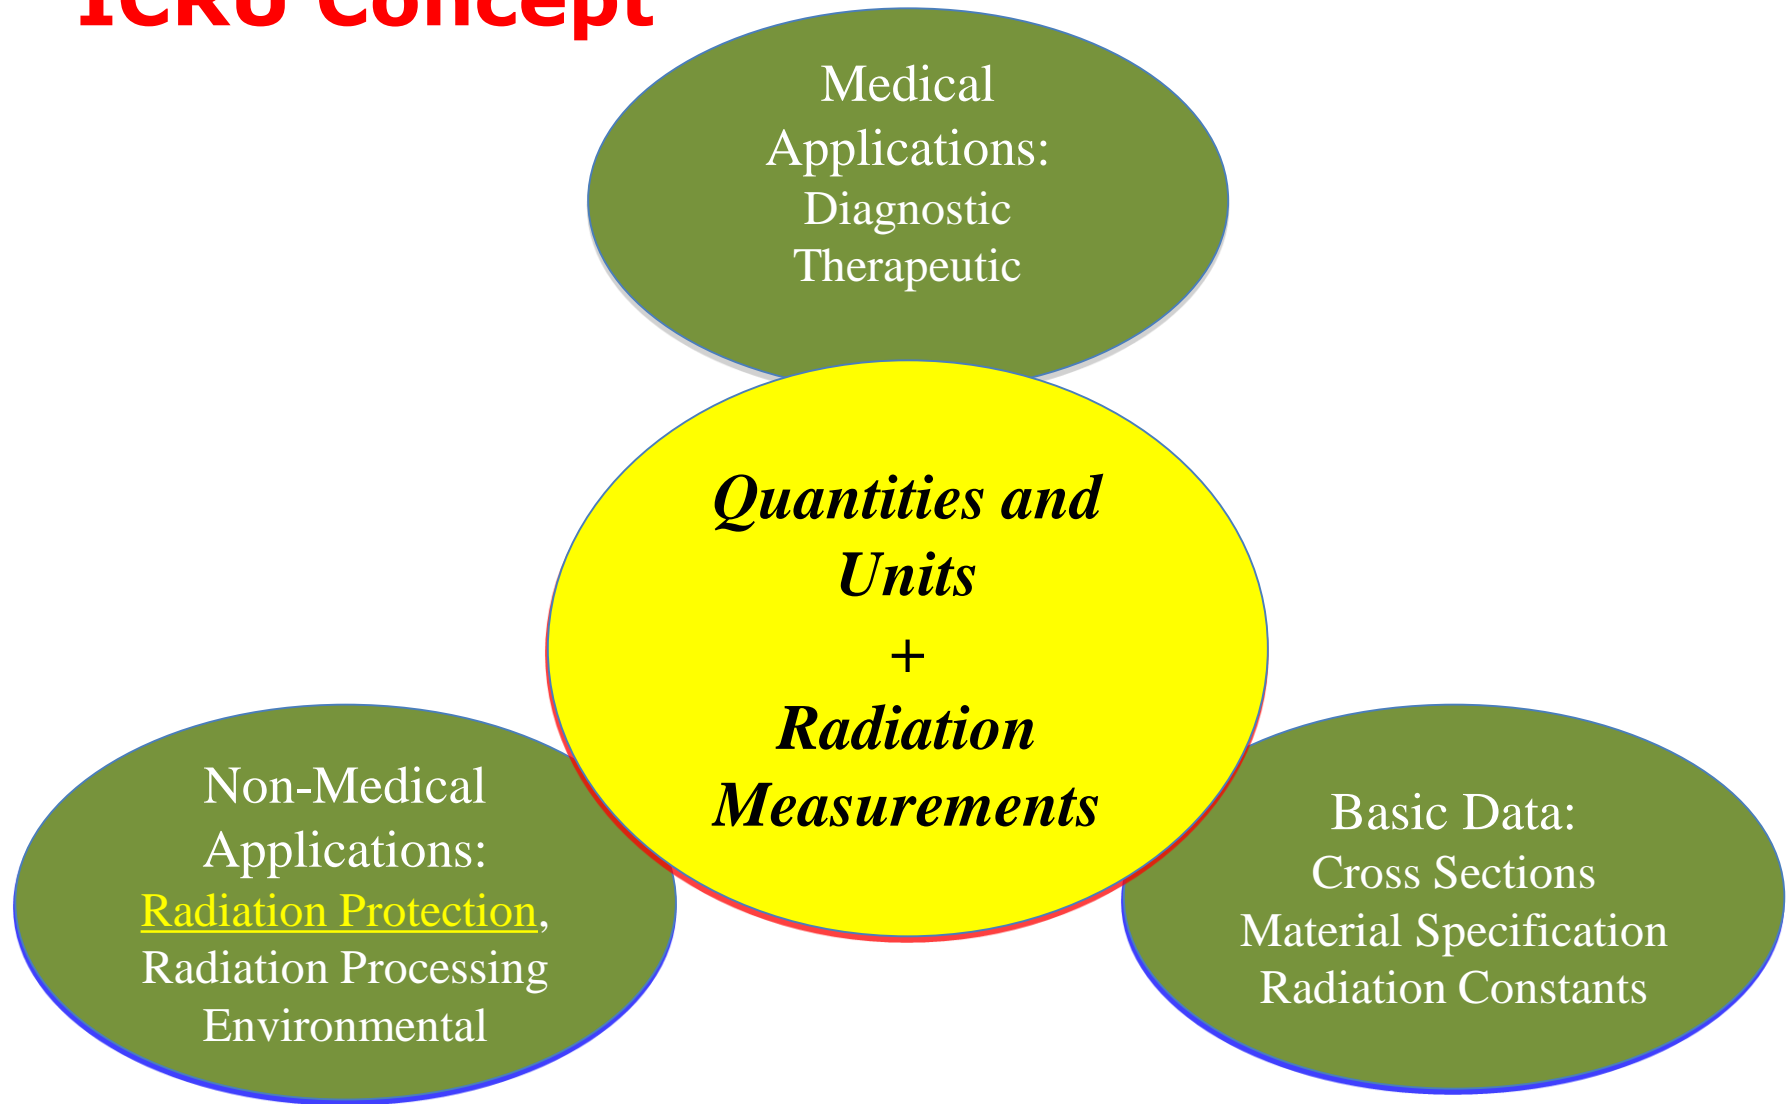 ICRU Concept
Medical
Applications:
Diagnostic
Therapeutic
Quantities and
Units
+
Radiation
Measurements
Non-Medical
Applications:
Radiation Protection,
Radiation Processing
Environmental
Basic Data:
Cross Sections
Material Specification
Radiation Constants